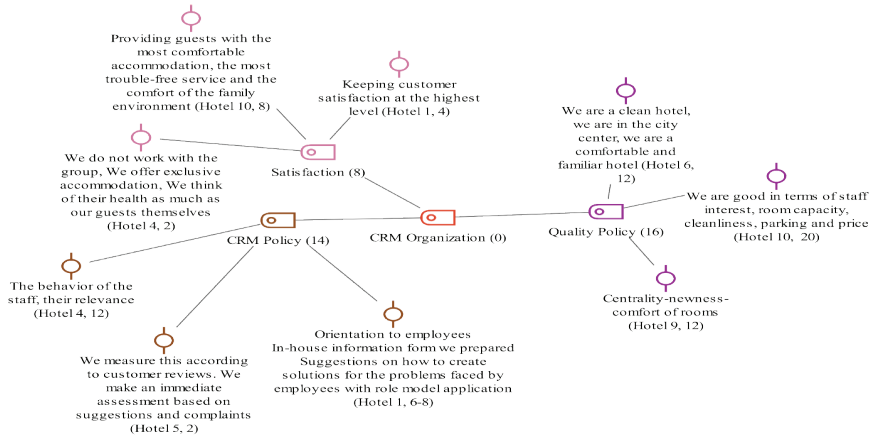 Providing guests with the
most comfortable
accommodation, the most
trouble-free service and the
comfort of the family
environment (Hotel 10, 8)
Keeping customer
satisfaction at the highest
level (Hotel 1, 4)
We are a clean hotel,
we are in the city
center, we are a
comfortable and
familiar hotel (Hotel 6,
12)
We do not work with the
group, We offer exclusive
accommodation, We think
of their health as much as
our guests themselves
(Hotel 4, 2)
Satisfaction (8)
We are good in terms of staff
interest, room capacity,
cleanliness, parking and price
(Hotel 10, 20)
CRM Policy (14)
CRM Organization (0)
Quality Policy (16)
The behavior of the
staff, their relevance
(Hotel 4, 12)
Centrality-newness-
comfort of rooms
(Hotel 9, 12)
We measure this according
to customer reviews. We
make an immediate
assessment based on
suggestions and complaints
(Hotel 5, 2)
Orientation to employees
In-house information form we prepared
Suggestions on how to create
solutions for the problems faced by
employees with role model application
(Hotel 1, 6-8)